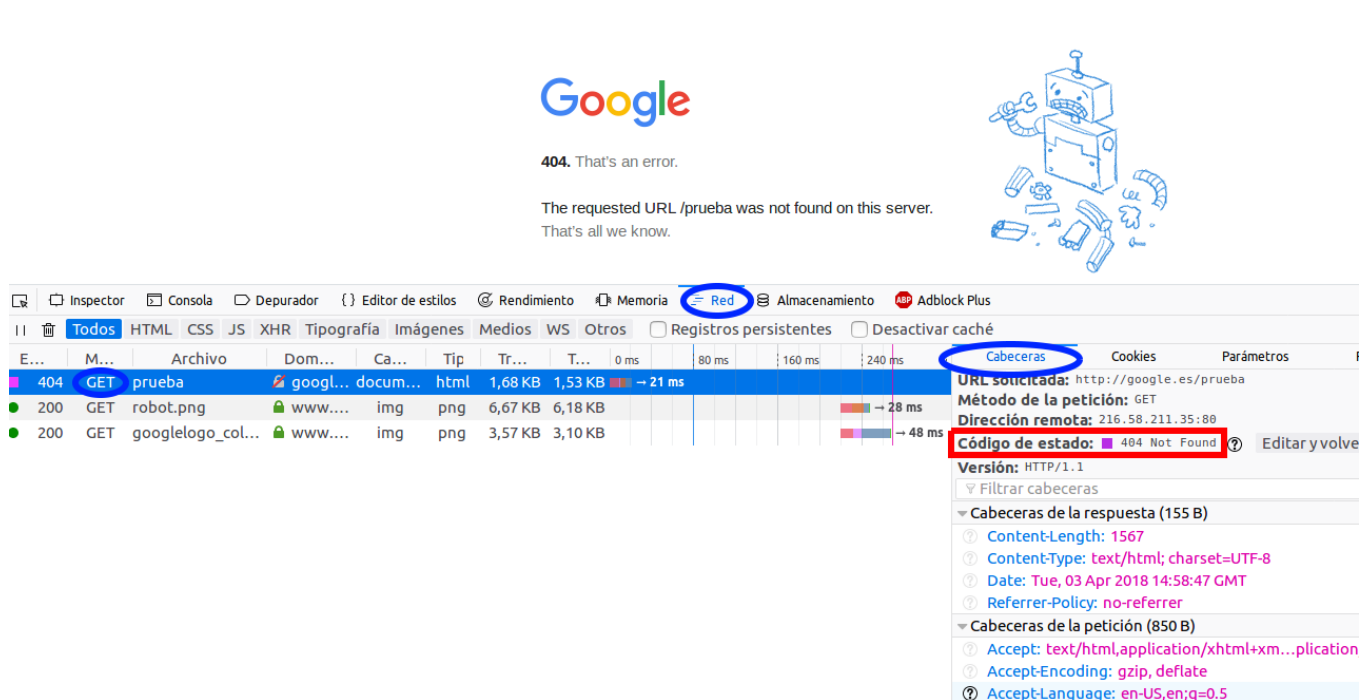 Google
404. That's an error.
The requested URL /prueba was not found on this server.
That's all we know.
Inspector Consola Depurador {} Editor de estilos Rendimiento Memoria Red Almacenamiento ABP Adblock Plus
Todos HTML CSS JS XHR Tipografía Imágenes Medios WS Otros Registros persistentes Desactivar caché
E... M... Archivo Dom... Ca... Tip Tr... T... 0 ms 80 ms 160 ms 240 ms
404 GET prueba googl... docum... html 1,68 KB 1,53 KB → 21 ms
200 GET robot.png www.... img png 6,67 KB 6,18 KB → 28 ms
200 GET googlelogo_col... www.... img png 3,57 KB 3,10 KB → 48 ms
Cabeceras Cookies Parámetros
URL solicitada: http://google.es/prueba
Método de la petición: GET
Dirección remota: 216.58.211.35:80
Código de estado: 404 Not Found Editar y volve
Versión: HTTP/1.1
Filtrar cabeceras
Cabeceras de la respuesta (155 B)
Content-Length: 1567
Content-Type: text/html; charset=UTF-8
Date: Tue, 03 Apr 2018 14:58:47 GMT
Referrer-Policy: no-referrer
Cabeceras de la petición (850 B)
Accept: text/html,application/xhtml+xm...plication
Accept-Encoding: gzip, deflate
Accept-Language: en-US,en;q=0.5